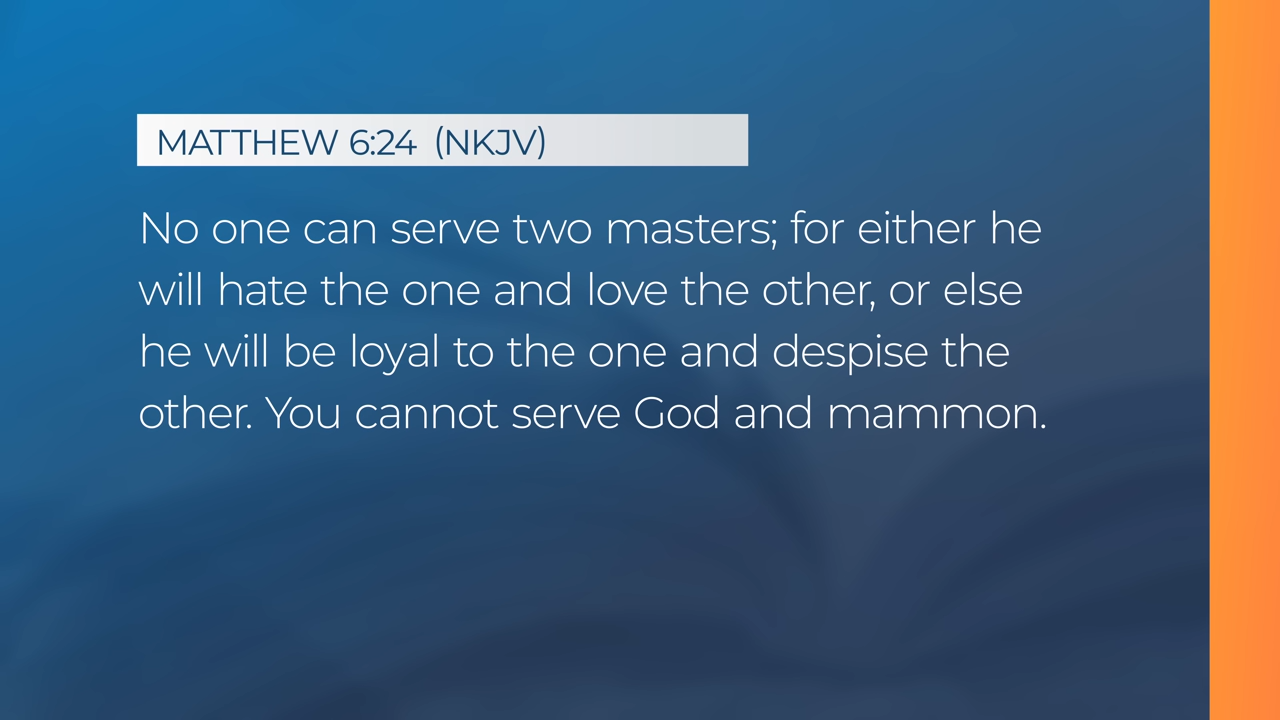 MATTHEW 6:24 (NKJV)
No one can serve two masters; for either he
will hate the one and love the other, or else
he will be loyal to the one and despise the
other. You cannot serve God and mammon.